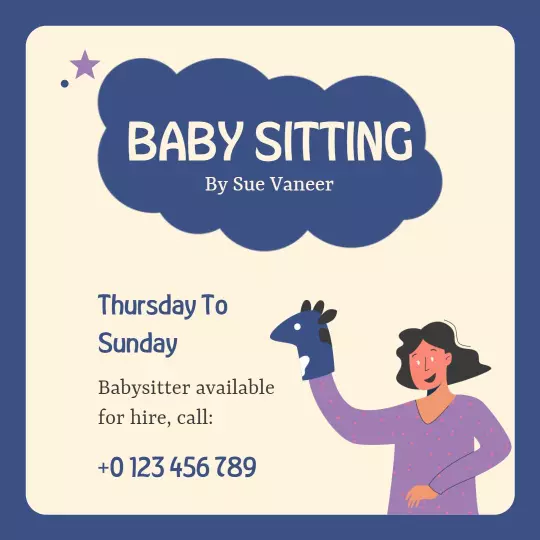 BABY SITTING
By Sue Vaneer
Thursday To
Sunday
Babysitter available
for hire, call:
+0 123 456 789